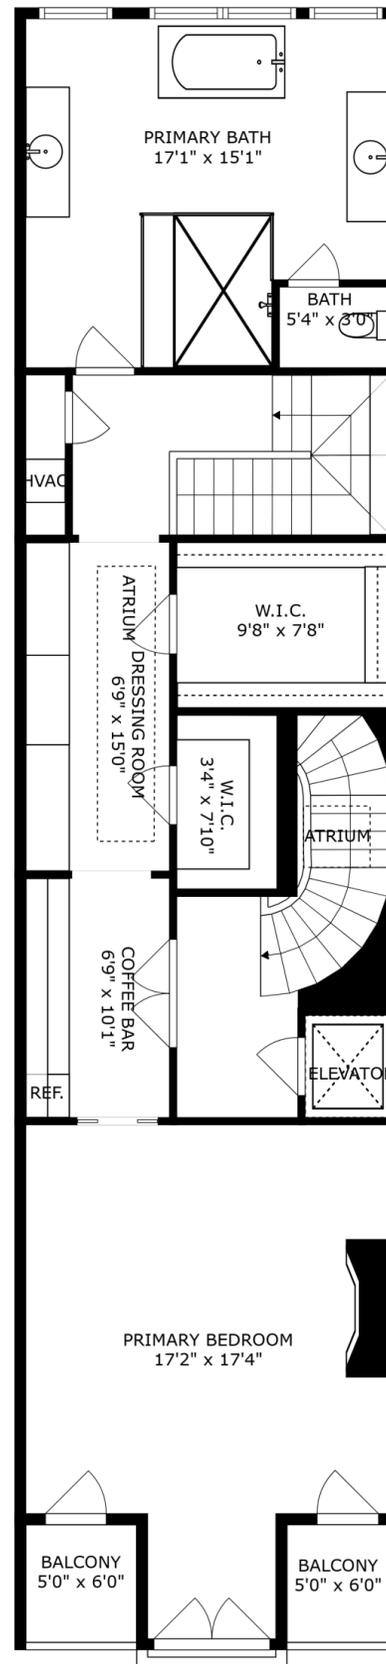 PRIMARY BATH
17'1" x 15'1"
BATH
5'4" x 3'0"
HVAC
W.I.C.
9'8" x 7'8"
ATRIUM
DRESSING ROOM
6'9" x 15'0"
W.I.C.
3'4" x 7'10"
ATRIUM
COFFEE BAR
6'9" x 10'1"
ELEVATOR
REF.
PRIMARY BEDROOM
17'2" x 17'4"
BALCONY
5'0" x 6'0"
BALCONY
5'0" x 6'0"